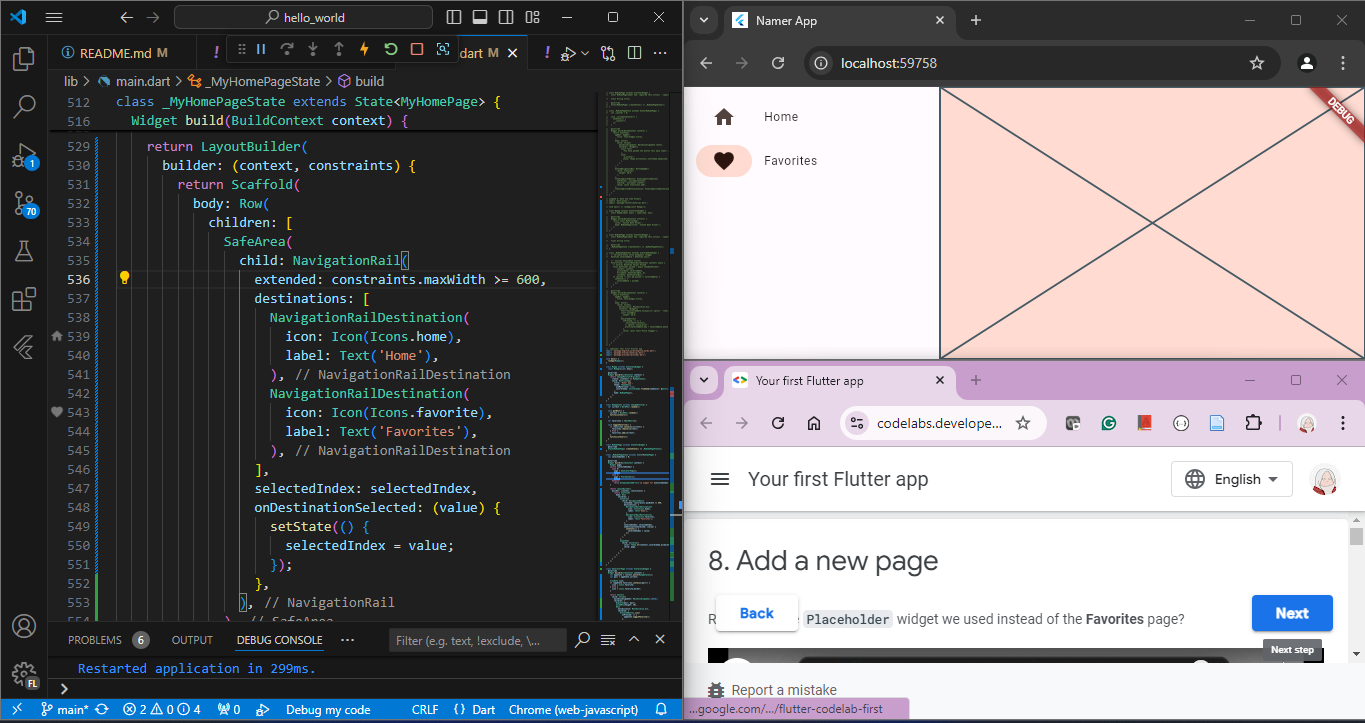 hello_world
README.md M
dart M
lib > main.dart > _MyHomePageState > build
512 class _MyHomePageState extends State<MyHomePage> {
516 Widget build(BuildContext context) {
529 return LayoutBuilder(
530 builder: (context, constraints) {
531 return Scaffold(
532 body: Row(
533 children: [
534 SafeArea(
535 child: NavigationRail(
536 extended: constraints.maxWidth >= 600,
537 destinations: [
538 NavigationRailDestination(
539 icon: Icon(Icons.home),
540 label: Text('Home'),
541 ), // NavigationRailDestination
542 NavigationRailDestination(
543 icon: Icon(Icons.favorite),
544 label: Text('Favorites'),
545 ), // NavigationRailDestination
546 ],
547 selectedIndex: selectedIndex,
548 onDestinationSelected: (value) {
549 setState(() {
550 selectedIndex = value;
551 });
552 },
553 ), // NavigationRail
1
70
FL
PROBLEMS 6 OUTPUT DEBUG CONSOLE ··· Filter (e.g. text, !exclude, \...
Restarted application in 299ms.
>
main* 2 0 4 0 Debug my code CRLF {} Dart Chrome (web-javascript)
Namer App
localhost:59758
Home
Favorites
DEBUG
Your first Flutter app
codelabs.develope...
Your first Flutter app
English
8. Add a new page
Back
Placeholder widget we used instead of the Favorites page?
Next
Next step
Report a mistake
...google.com/.../flutter-codelab-first